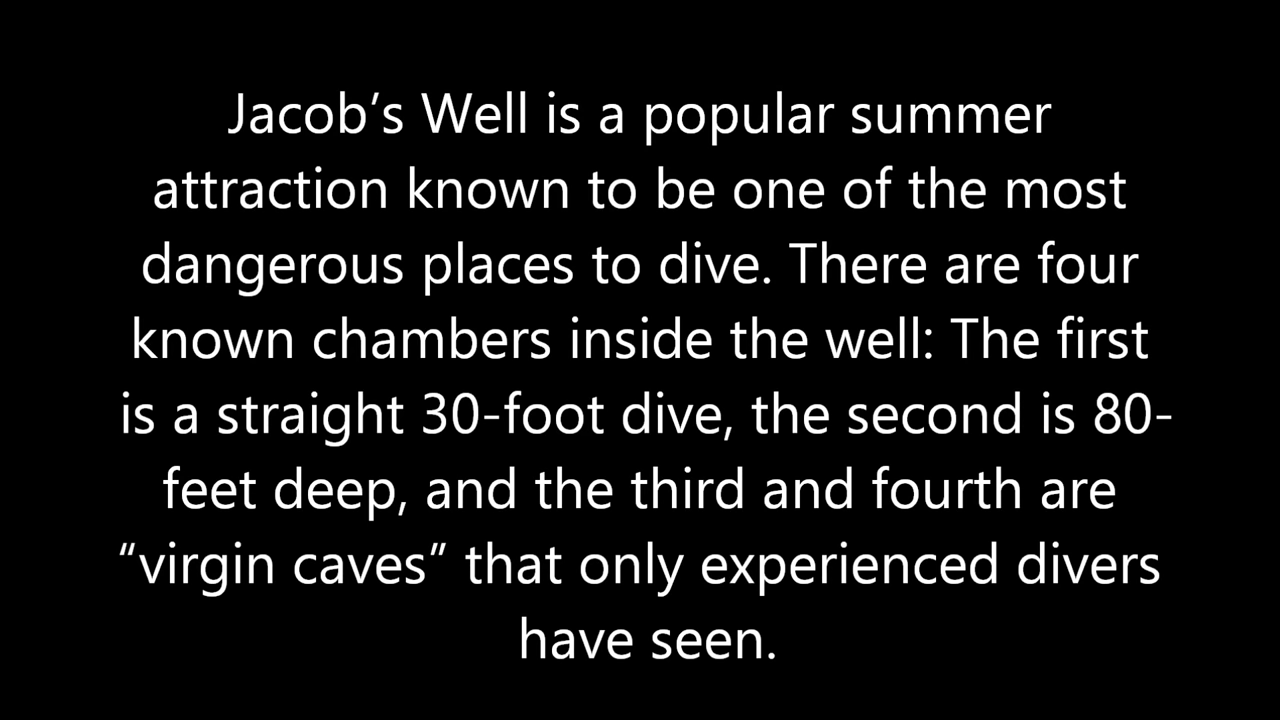 Jacob’s Well is a popular summer
attraction known to be one of the most
dangerous places to dive. There are four
known chambers inside the well: The first
is a straight 30-foot dive, the second is 80-
feet deep, and the third and fourth are
“virgin caves” that only experienced divers
have seen.